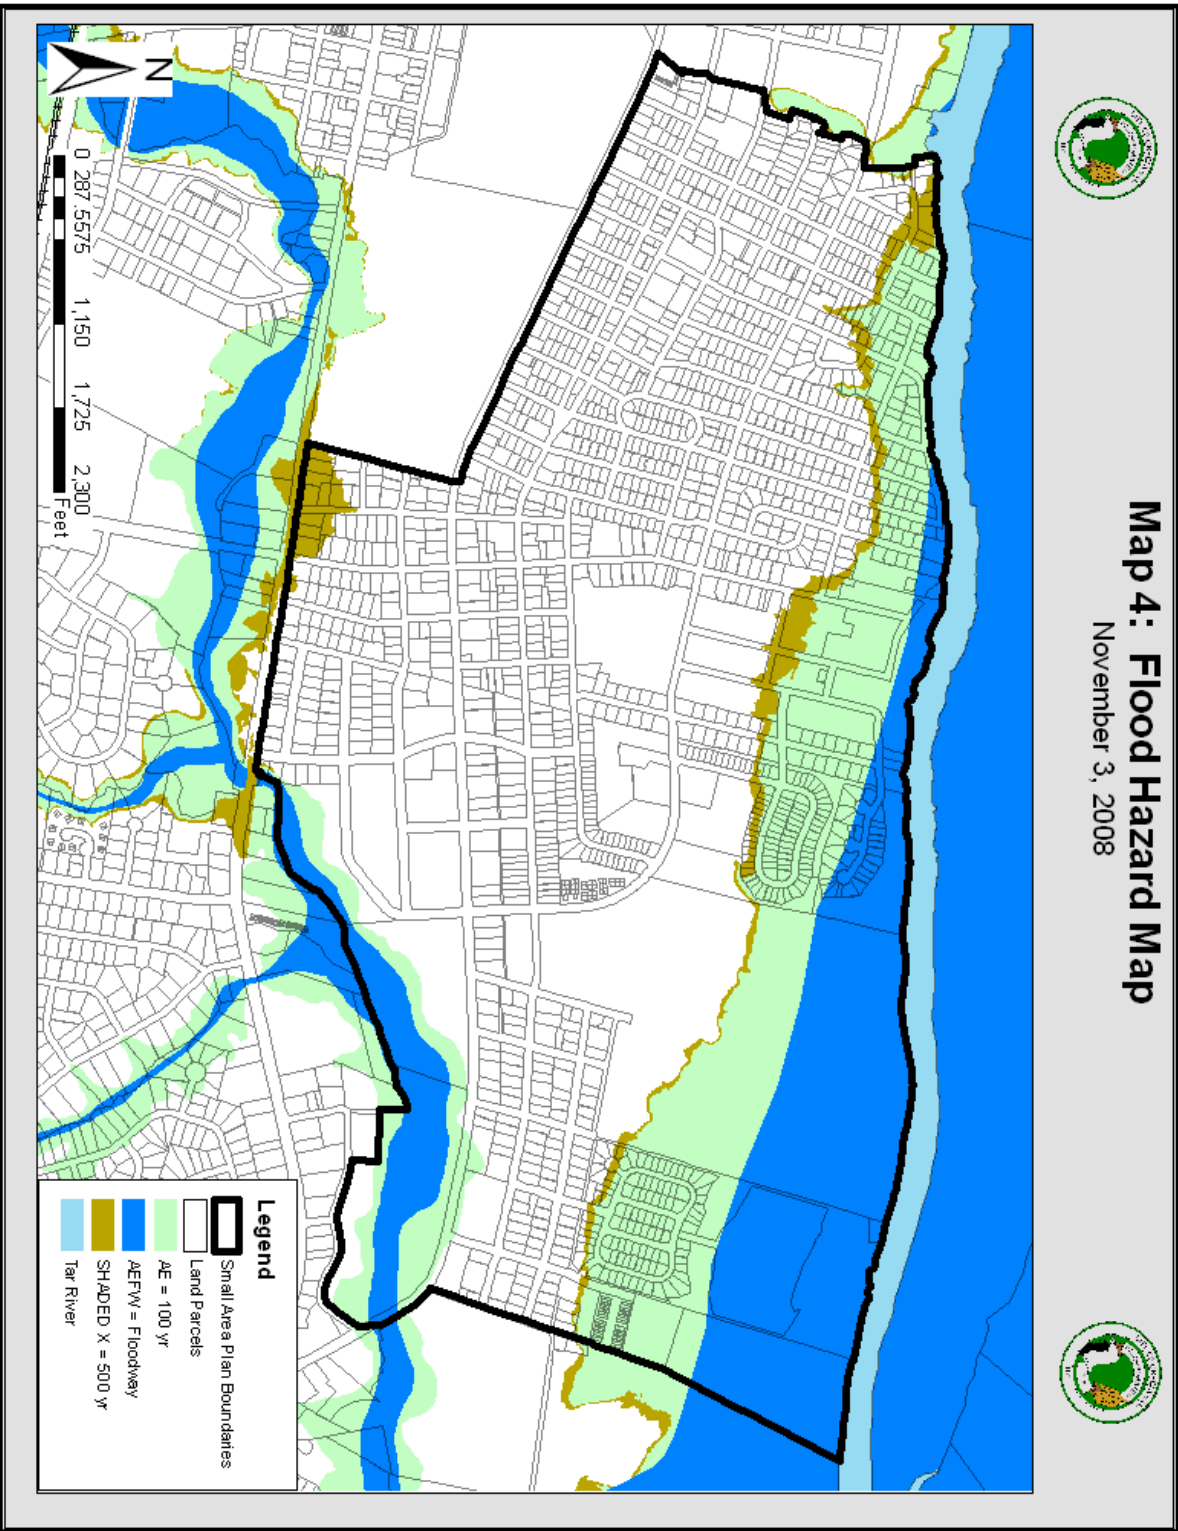 Map 4: Flood Hazard Map
November 3, 2008
N
0 287.5575 1,150 1,725 2,300
Feet
Legend
Small Area Plan Boundaries
Land Parcels
AE = 100 yr
AEFW = Floodway
SHADED X = 500 yr
Tar River